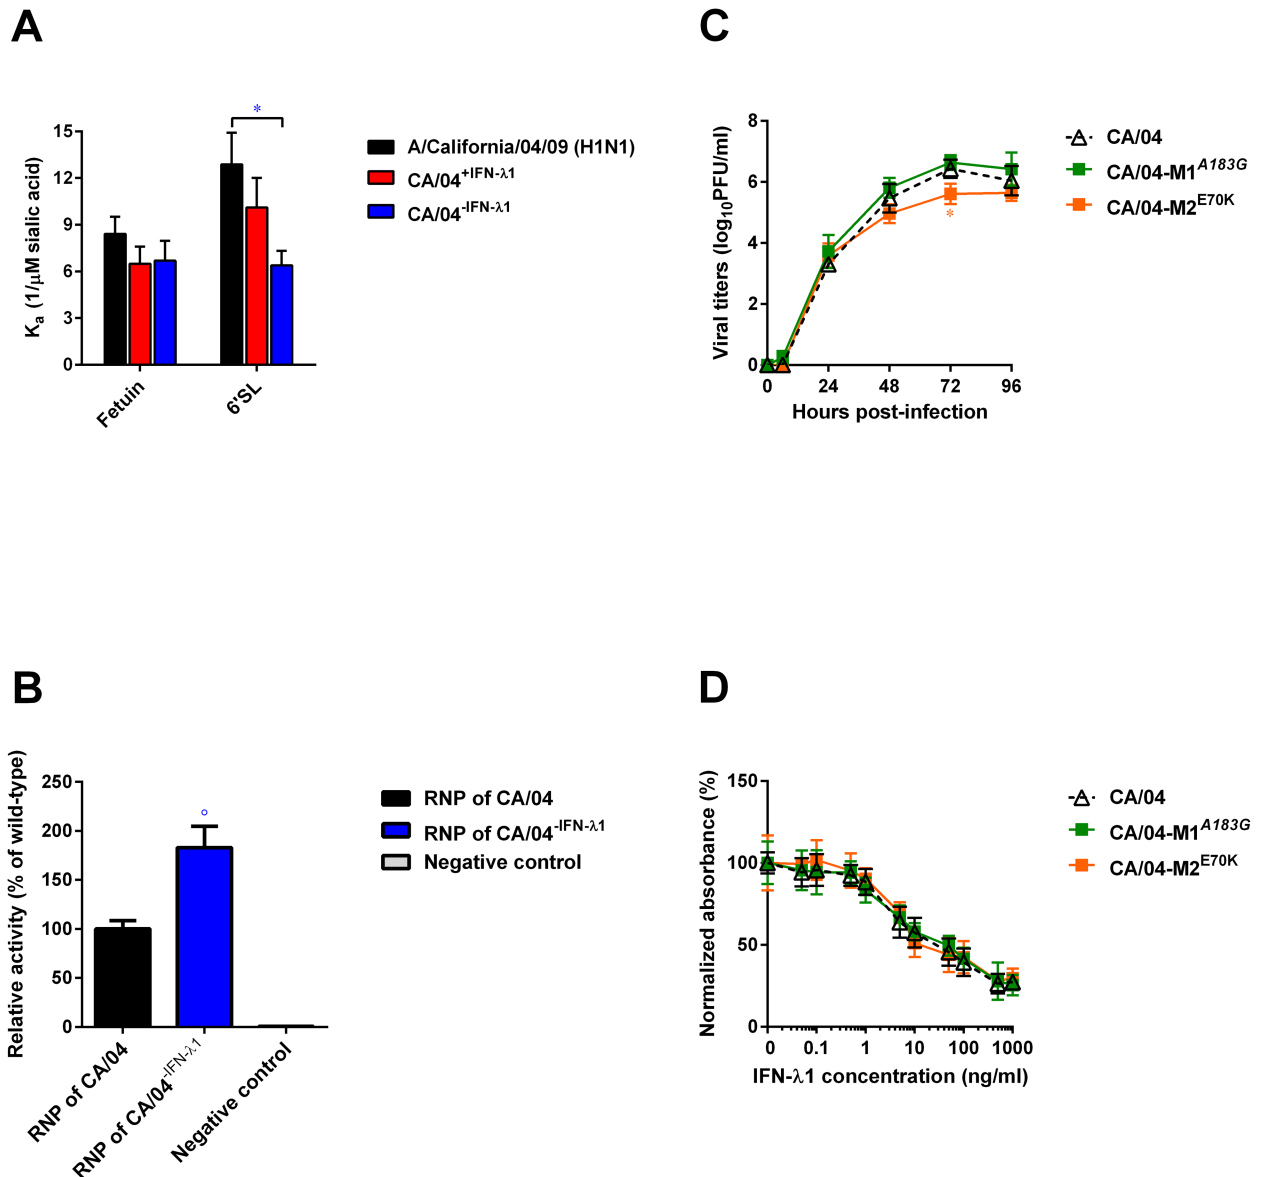 A
15
12
9
6
3
0
Ka (1/μM sialic acid)
*
Fetuin
6'SL
A/California/04/09 (H1N1)
CA/04+IFN-λ1
CA/04-IFN-λ1
C
8
6
4
2
0
Viral titers (log10PFU/ml)
*
0 24 48 72 96
Hours post-infection
CA/04
CA/04-M1A183G
CA/04-M2E70K
B
250
200
150
100
50
0
Relative activity (% of wild-type)
RNP of CA/04
RNP of CA/04-IFN-λ1
Negative control
RNP of CA/04
RNP of CA/04-IFN-λ1
Negative control
D
150
100
50
0
Normalized absorbance (%)
0 0.1 1 10 100 1000
IFN-λ1 concentration (ng/ml)
CA/04
CA/04-M1A183G
CA/04-M2E70K